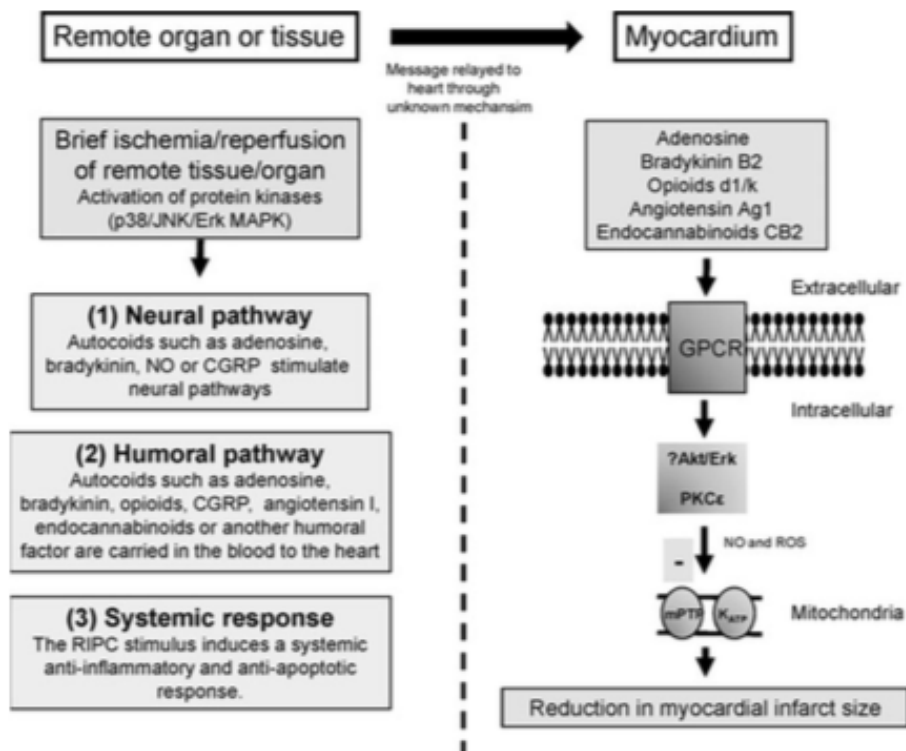 Remote organ or tissue
Myocardium
Message relayed to
heart through
unknown mechansim
Brief ischemia/reperfusion
of remote tissue/organ
Activation of protein kinases
(p38/JNK/Erk MAPK)
(1) Neural pathway
Autocoids such as adenosine,
bradykinin, NO or CGRP stimulate
neural pathways
(2) Humoral pathway
Autocoids such as adenosine,
bradykinin, opioids, CGRP, angiotensin I,
endocannabinoids or another humoral
factor are carried in the blood to the heart
(3) Systemic response
The RIPC stimulus induces a systemic
anti-inflammatory and anti-apoptotic
response.
Adenosine
Bradykinin B2
Opioids d1/k
Angiotensin Ag1
Endocannabinoids CB2
Extracellular
GPCR
Intracellular
?Akt/Erk
PKCε
NO and ROS
-
mPTP
KATP
Mitochondria
Reduction in myocardial infarct size